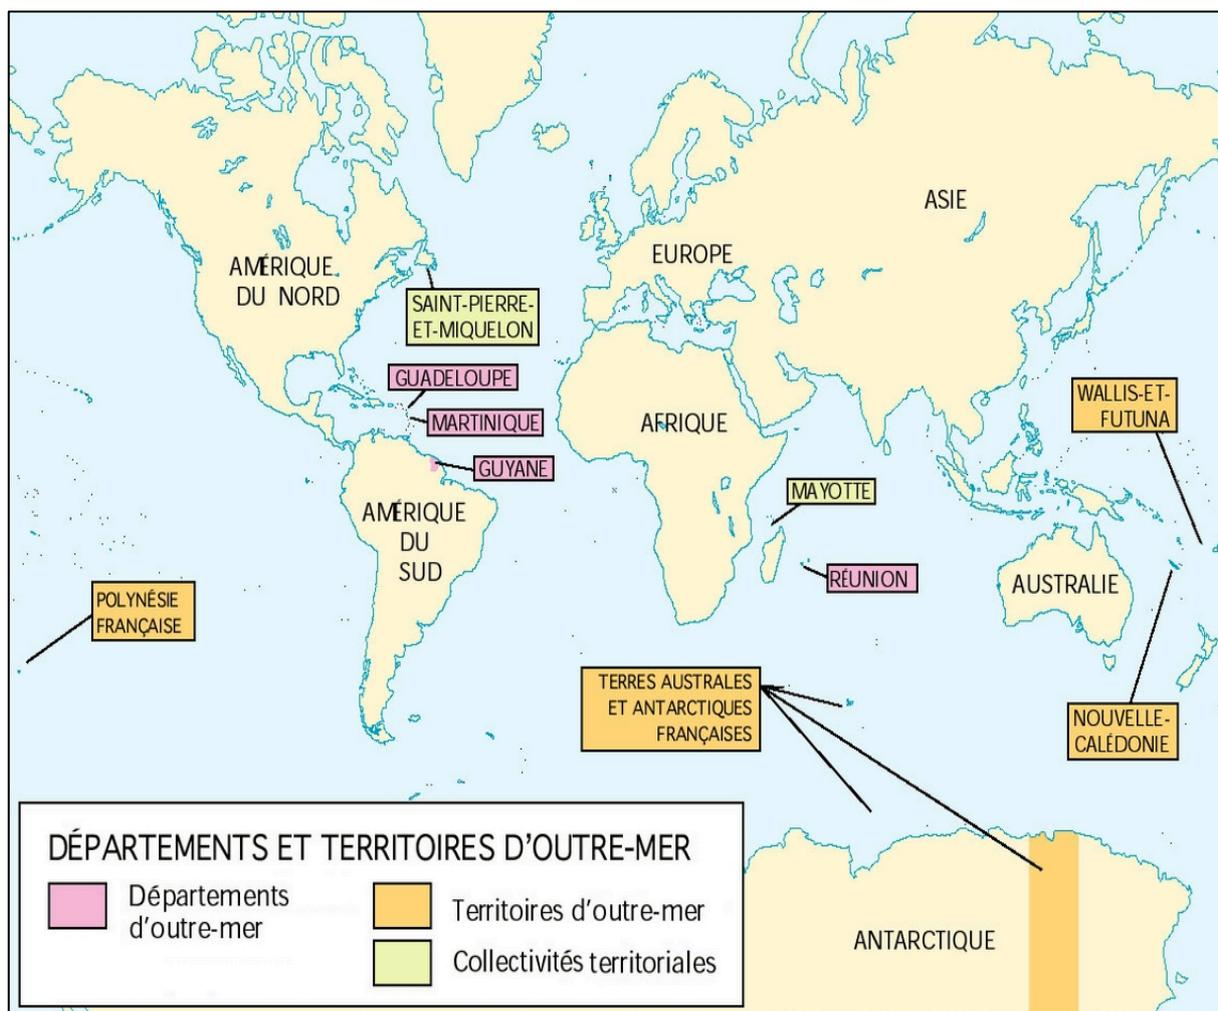 ASIE
EUROPE
AMÉRIQUE
DU NORD
SAINT-PIERRE-
ET-MIQUELON
GUADELOUPE
MARTINIQUE
GUYANE
AFRIQUE
WALLIS-ET-
FUTUNA
MAYOTTE
AMÉRIQUE
DU
SUD
RÉUNION
AUSTRALIE
POLYNÉSIE
FRANÇAISE
TERRES AUSTRALES
ET ANTARCTIQUES
FRANÇAISES
NOUVELLE-
CALÉDONIE
DÉPARTEMENTS ET TERRITOIRES D'OUTRE-MER
Départements
d'outre-mer
Territoires d'outre-mer
Collectivités territoriales
ANTARCTIQUE